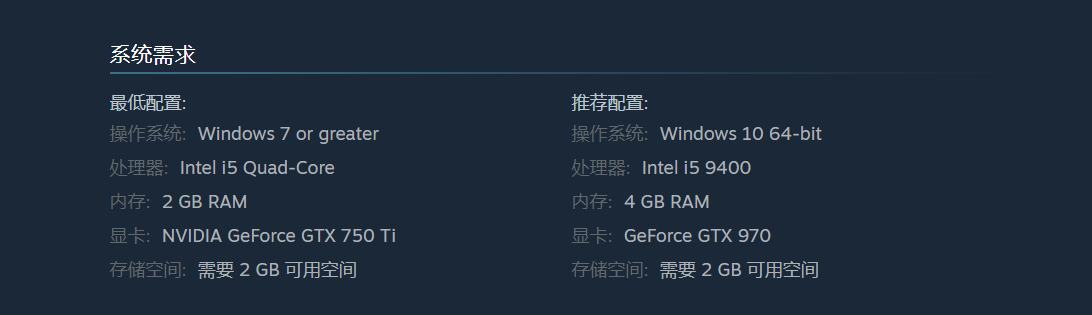 系统需求
最低配置:
操作系统: Windows 7 or greater
处理器: Intel i5 Quad-Core
内存: 2 GB RAM
显卡: NVIDIA GeForce GTX 750 Ti
存储空间: 需要 2 GB 可用空间
推荐配置:
操作系统: Windows 10 64-bit
处理器: Intel i5 9400
内存: 4 GB RAM
显卡: GeForce GTX 970
存储空间: 需要 2 GB 可用空间